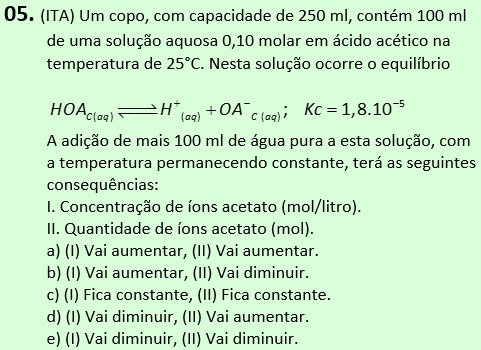 05. (ITA) Um copo, com capacidade de 250 ml, contém 100 ml
de uma solução aquosa 0,10 molar em ácido acético na
temperatura de 25°C. Nesta solução ocorre o equilíbrio
HOA_{C(aq)} ⇌ H^{+}_{(aq)} + OA^{-}_{C (aq)}; Kc = 1,8.10^{-5}
A adição de mais 100 ml de água pura a esta solução, com
a temperatura permanecendo constante, terá as seguintes
consequências:
I. Concentração de íons acetato (mol/litro).
II. Quantidade de íons acetato (mol).
a) (I) Vai aumentar, (II) Vai aumentar.
b) (I) Vai aumentar, (II) Vai diminuir.
c) (I) Fica constante, (II) Fica constante.
d) (I) Vai diminuir, (II) Vai aumentar.
e) (I) Vai diminuir, (II) Vai diminuir.